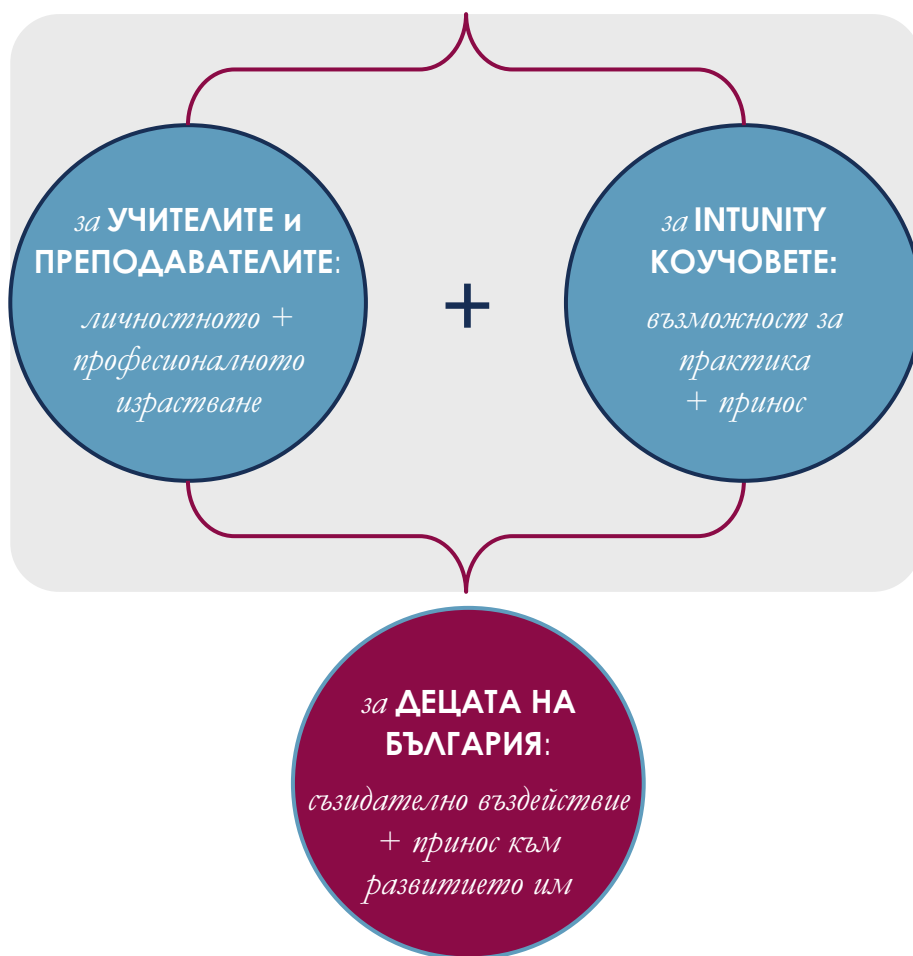 за УЧИТЕЛИТЕ и
ПРЕПОДАВАТЕЛИТЕ:
личностното +
професионалното
израстване
+
за INTUNITY
КОУЧОВЕТЕ:
възможност за
практика
+ принос
за ДЕЦАТА НА
БЪЛГАРИЯ:
съзидателно въздействие
+ принос към
развитието им